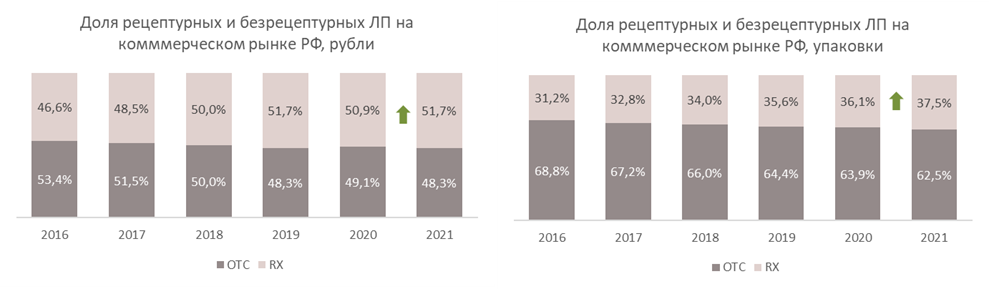 Доля рецептурных и безрецептурных ЛП на
комммерческом рынке РФ, рубли
46,6% 48,5% 50,0% 51,7% 50,9% 51,7%
53,4% 51,5% 50,0% 48,3% 49,1% 48,3%
2016 2017 2018 2019 2020 2021
OTC RX
Доля рецептурных и безрецептурных ЛП на
комммерческом рынке РФ, упаковки
31,2% 32,8% 34,0% 35,6% 36,1% 37,5%
68,8% 67,2% 66,0% 64,4% 63,9% 62,5%
2016 2017 2018 2019 2020 2021
OTC RX